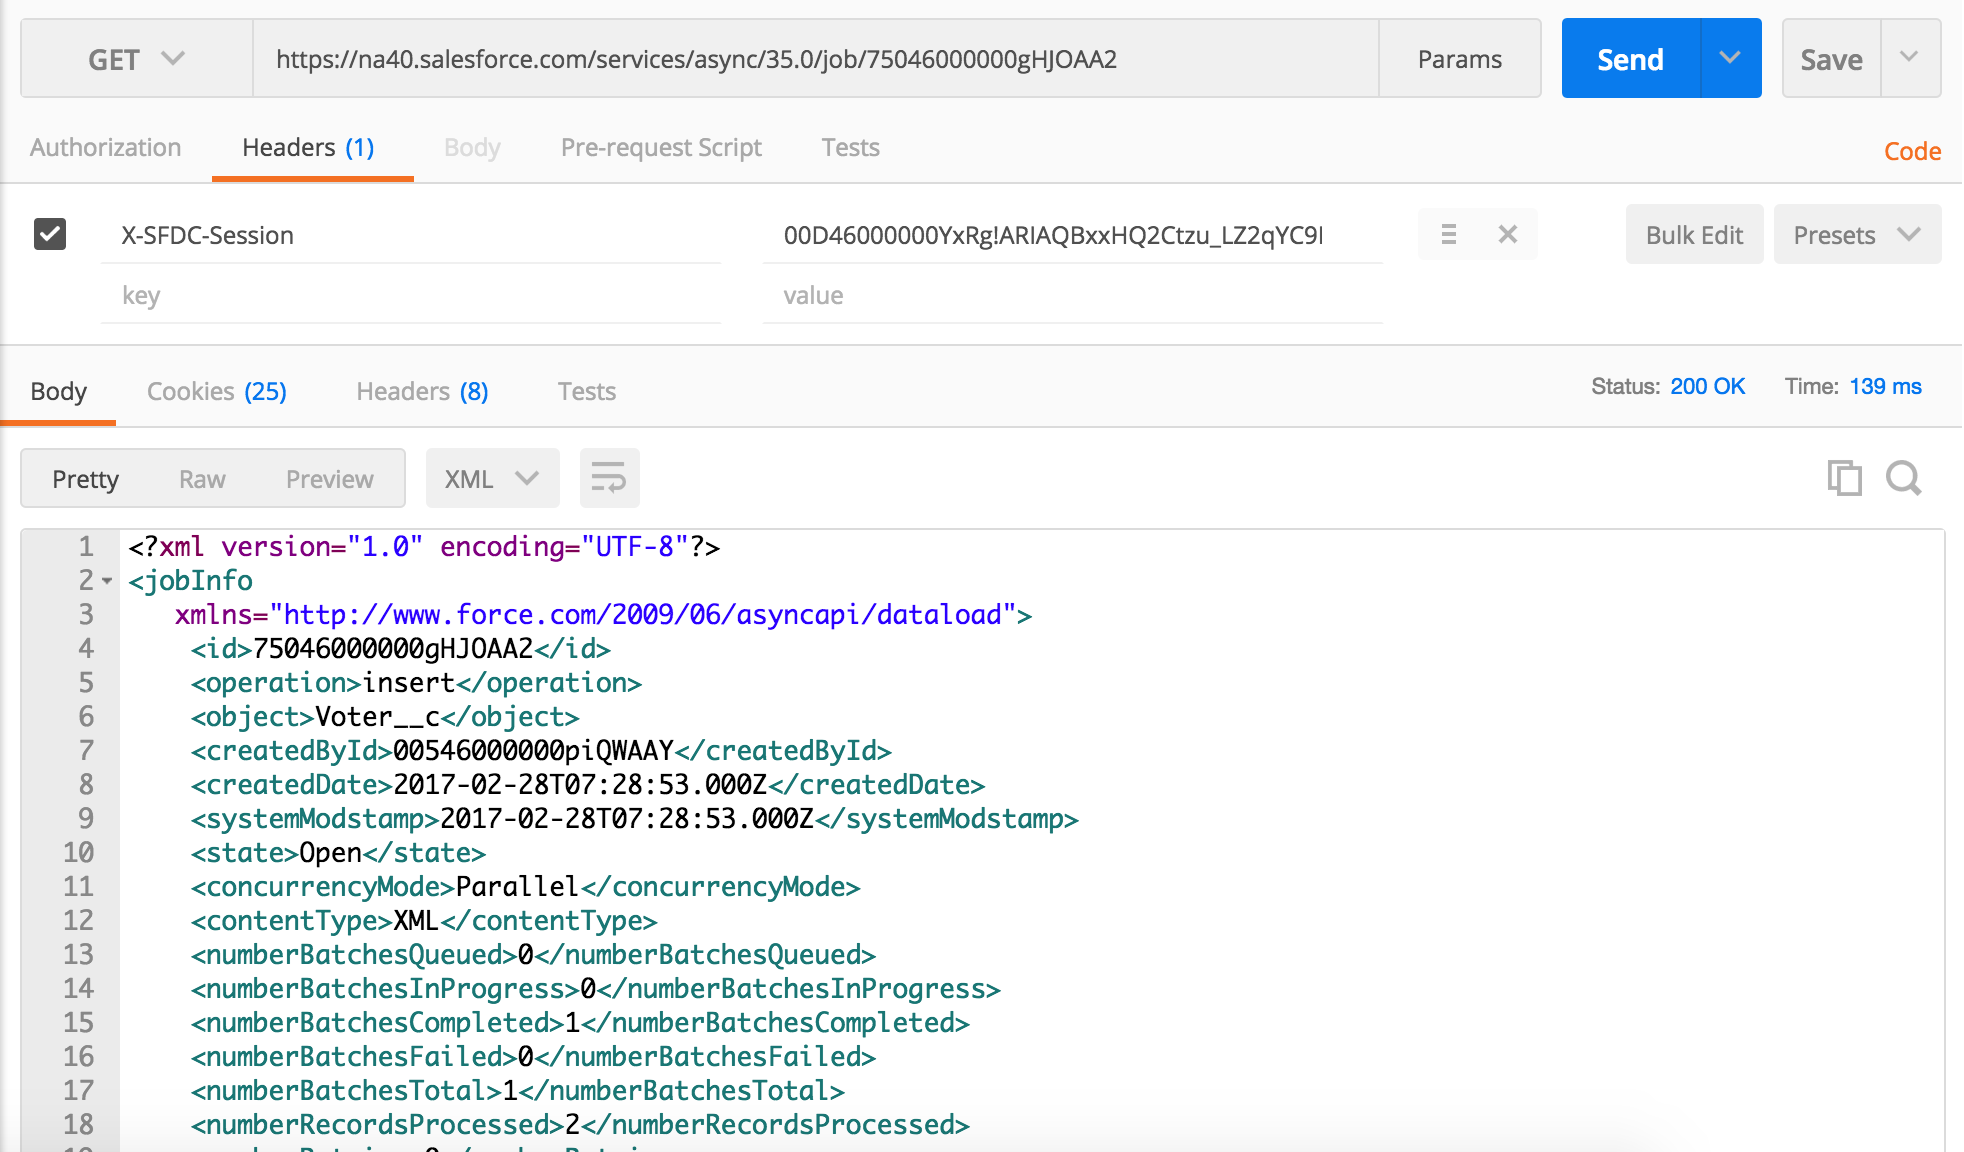 GET https://na40.salesforce.com/services/async/35.0/job/75046000000gHJOAA2 Params Send Save
Authorization Headers (1) Body Pre-request Script Tests Code
X-SFDC-Session 00D46000000YxRg!ARIAQBxxHQ2Ctzu_LZ2qYC9I Bulk Edit Presets
key value
Body Cookies (25) Headers (8) Tests Status: 200 OK Time: 139 ms
Pretty Raw Preview XML
1 <?xml version="1.0" encoding="UTF-8"?>
2 <jobInfo
3 xmlns="http://www.force.com/2009/06/asyncapi/dataload">
4 <id>75046000000gHJOAA2</id>
5 <operation>insert</operation>
6 <object>Voter__c</object>
7 <createdById>00546000000piQWAAY</createdById>
8 <createdDate>2017-02-28T07:28:53.000Z</createdDate>
9 <systemModstamp>2017-02-28T07:28:53.000Z</systemModstamp>
10 <state>Open</state>
11 <concurrencyMode>Parallel</concurrencyMode>
12 <contentType>XML</contentType>
13 <numberBatchesQueued>0</numberBatchesQueued>
14 <numberBatchesInProgress>0</numberBatchesInProgress>
15 <numberBatchesCompleted>1</numberBatchesCompleted>
16 <numberBatchesFailed>0</numberBatchesFailed>
17 <numberBatchesTotal>1</numberBatchesTotal>
18 <numberRecordsProcessed>2</numberRecordsProcessed>